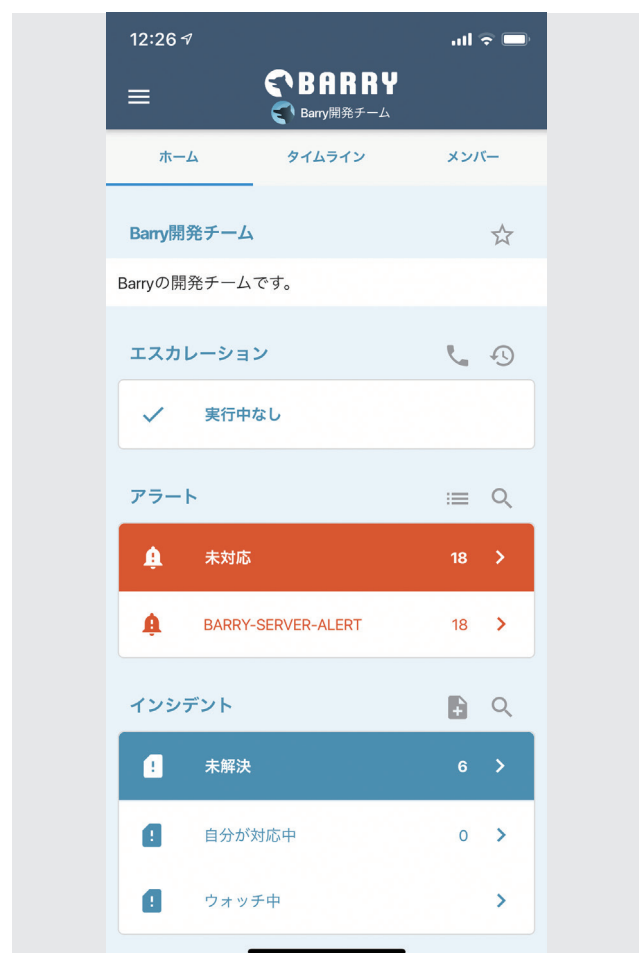 12:26
BARRY
Barry開発チーム
ホーム タイムライン メンバー
Barry開発チーム
Barryの開発チームです。
エスカレーション
実行中なし
アラート
未対応 18
BARRY-SERVER-ALERT 18
インシデント
未解決 6
自分が対応中 0
ウォッチ中